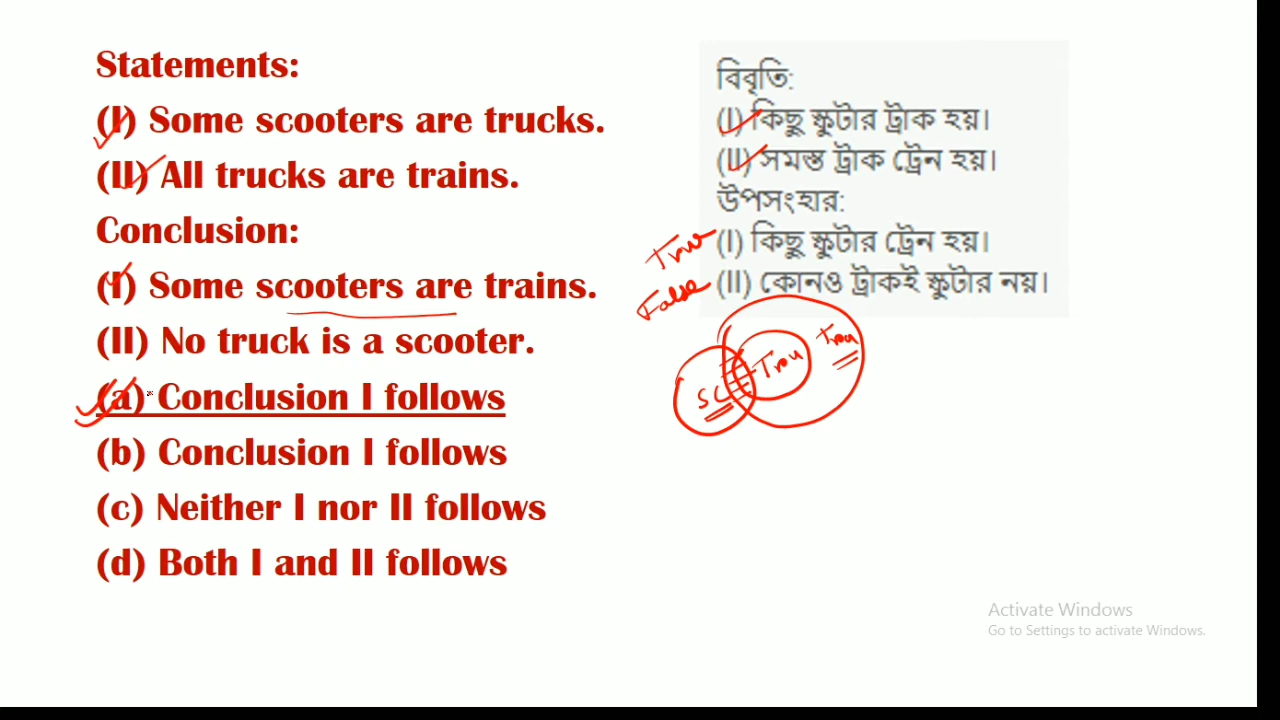 Statements:
(I) Some scooters are trucks.
(II) All trucks are trains.
Conclusion:
(I) Some scooters are trains.
(II) No truck is a scooter.
(a) Conclusion I follows
(b) Conclusion I follows
(c) Neither I nor II follows
(d) Both I and II follows
বিবৃতি:
(I) কিছু স্কুটার ট্রাক হয়।
(II) সমস্ত ট্রাক ট্রেন হয়।
উপসংহার:
True (I) কিছু স্কুটার ট্রেন হয়।
False (II) কোনও ট্রাকই স্কুটার নয়।
SC
Activate Windows
Go to Settings to activate Windows.